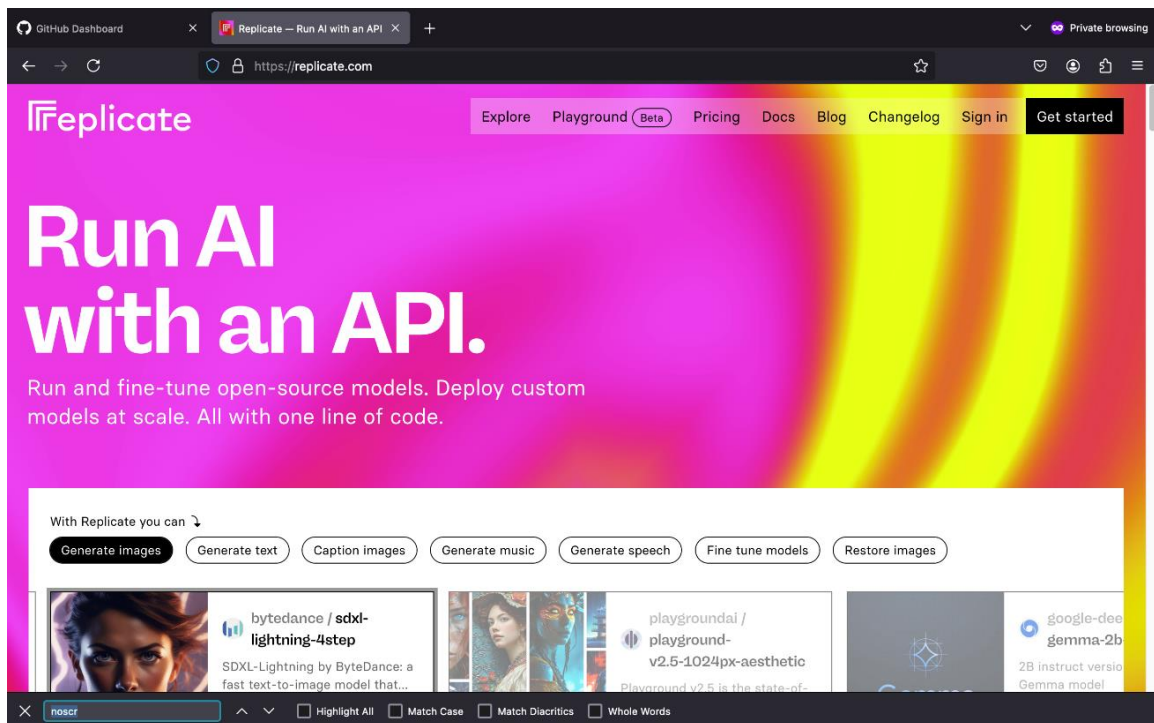 GitHub Dashboard
Replicate — Run AI with an API
Private browsing
https://replicate.com
replicate
Explore Playground Beta Pricing Docs Blog Changelog Sign in Get started
Run AI
with an API.
Run and fine-tune open-source models. Deploy custom
models at scale. All with one line of code.
With Replicate you can
Generate images Generate text Caption images Generate music Generate speech Fine tune models Restore images
bytedance / sdxl-
lightning-4step
SDXL-Lightning by ByteDance: a
fast text-to-image model that...
playgroundai /
playground-
v2.5-1024px-aesthetic
Playground v2.5 is the state-of-
Gemma
google-dee
gemma-2b
2B instruct versio
Gemma model
noscr
Highlight All Match Case Match Diacritics Whole Words